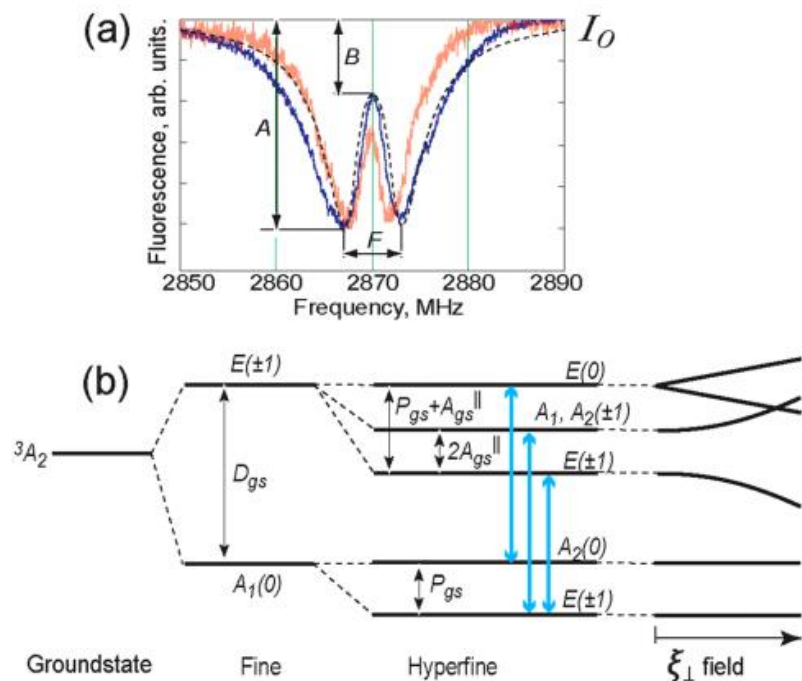 (a)
I_O
Fluorescence, arb. units.
A
B
F
2850 2860 2870 2880 2890
Frequency, MHz
(b)
E(±1)
E(0)
P_gs+A_gs^||
A_1, A_2(±1)
³A_2
D_gs
2A_gs^||
E(±1)
A_2(0)
A_1(0)
P_gs
E(±1)
Groundstate Fine Hyperfine ξ_⊥ field